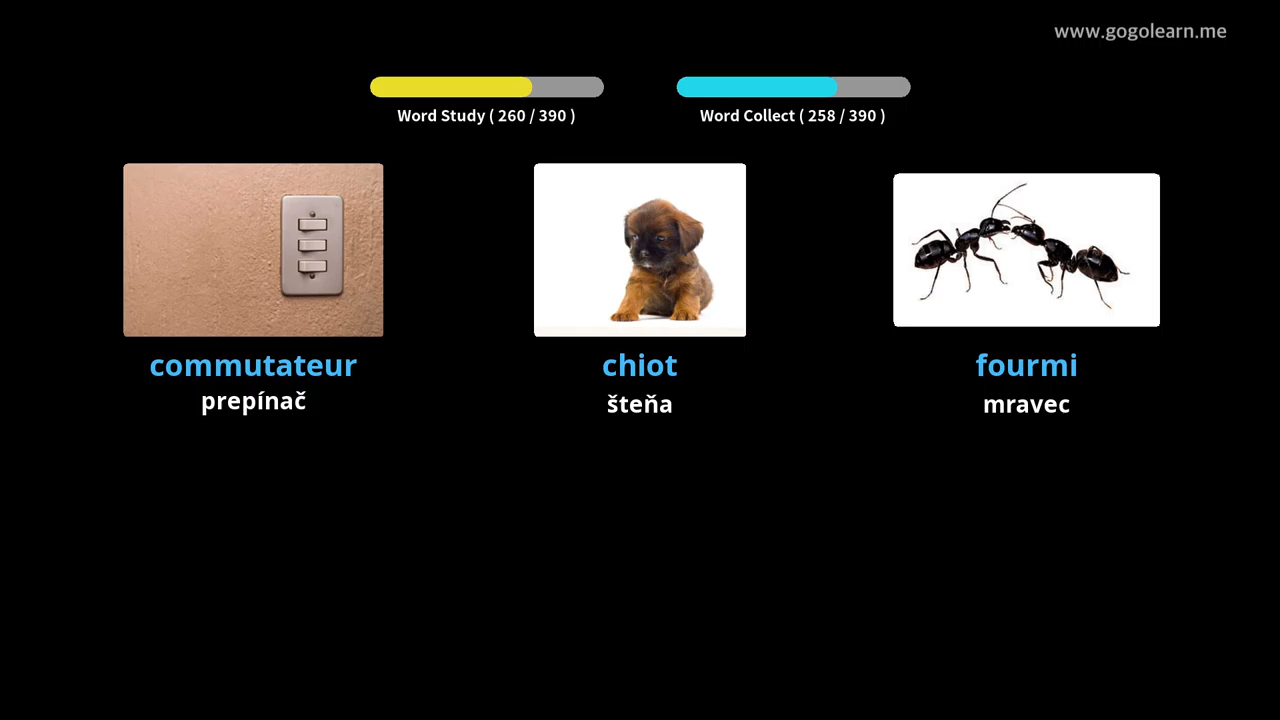 www.gogolearn.me
Word Study ( 260 / 390 )
Word Collect ( 258 / 390 )
commutateur
prepínač
chiot
šteňa
fourmi
mravec